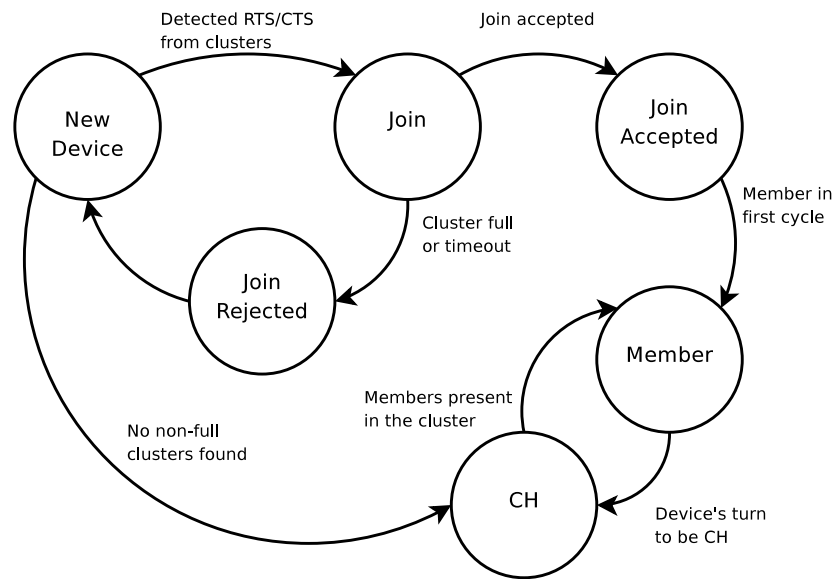 Detected RTS/CTS
from clusters
Join accepted
New
Device
Join
Join
Accepted
Member in
first cycle
Cluster full
or timeout
Join
Rejected
Member
Members present
in the cluster
No non-full
clusters found
CH
Device's turn
to be CH